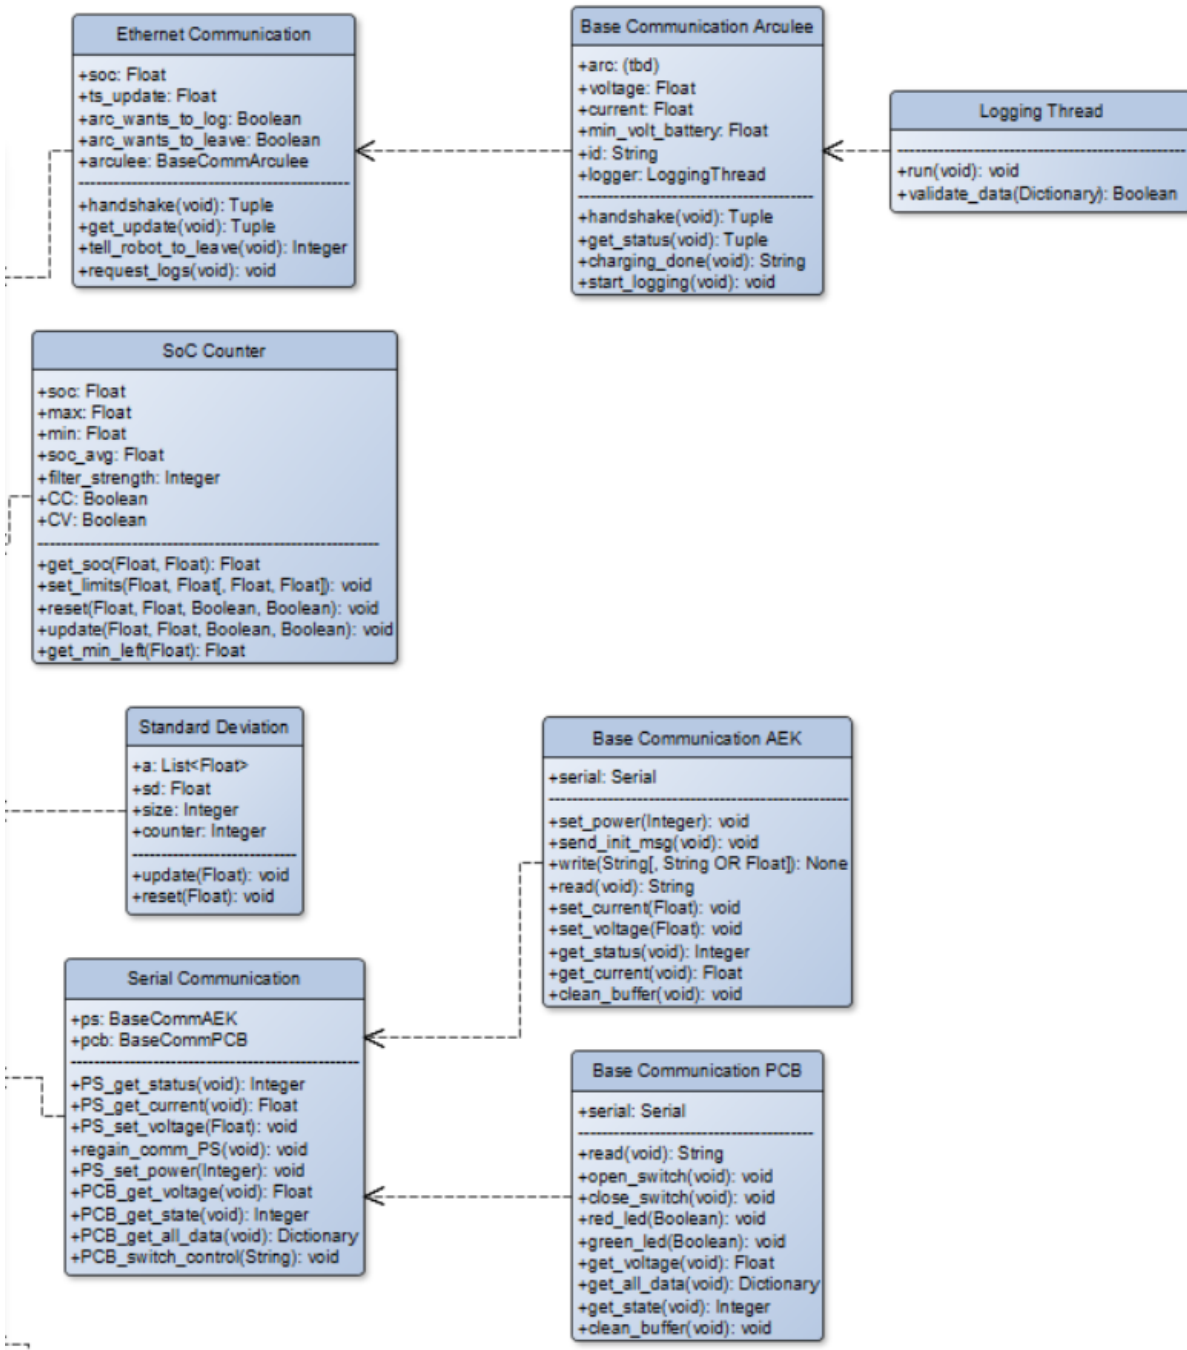 Ethernet Communication
+soc: Float
+ts_update: Float
+arc_wants_to_log: Boolean
+arc_wants_to_leave: Boolean
+arculee: BaseCommArculee
+handshake(void): Tuple
+get_update(void): Tuple
+tell_robot_to_leave(void): Integer
+request_logs(void): void
Base Communication Arculee
+arc: (tbd)
+voltage: Float
+current: Float
+min_volt_battery: Float
+id: String
+logger: LoggingThread
+handshake(void): Tuple
+get_status(void): Tuple
+charging_done(void): String
+start_logging(void): void
Logging Thread
+run(void): void
+validate_data(Dictionary): Boolean
SoC Counter
+soc: Float
+max: Float
+min: Float
+soc_avg: Float
+filter_strength: Integer
+CC: Boolean
+CV: Boolean
+get_soc(Float, Float): Float
+set_limits(Float, Float[, Float, Float]): void
+reset(Float, Float, Boolean, Boolean): void
+update(Float, Float, Boolean, Boolean): void
+get_min_left(Float): Float
Standard Deviation
+a: List<Float>
+sd: Float
+size: Integer
+counter: Integer
+update(Float): void
+reset(Float): void
Base Communication AEK
+serial: Serial
+set_power(Integer): void
+send_init_msg(void): void
+write(String[, String OR Float]): None
+read(void): String
+set_current(Float): void
+set_voltage(Float): void
+get_status(void): Integer
+get_current(void): Float
+clean_buffer(void): void
Serial Communication
+ps: BaseCommAEK
+pcb: BaseCommPCB
+PS_get_status(void): Integer
+PS_get_current(void): Float
+PS_set_voltage(Float): void
+regain_comm_PS(void): void
+PS_set_power(Integer): void
+PCB_get_voltage(void): Float
+PCB_get_state(void): Integer
+PCB_get_all_data(void): Dictionary
+PCB_switch_control(String): void
Base Communication PCB
+serial: Serial
+read(void): String
+open_switch(void): void
+close_switch(void): void
+red_led(Boolean): void
+green_led(Boolean): void
+get_voltage(void): Float
+get_all_data(void): Dictionary
+get_state(void): Integer
+clean_buffer(void): void